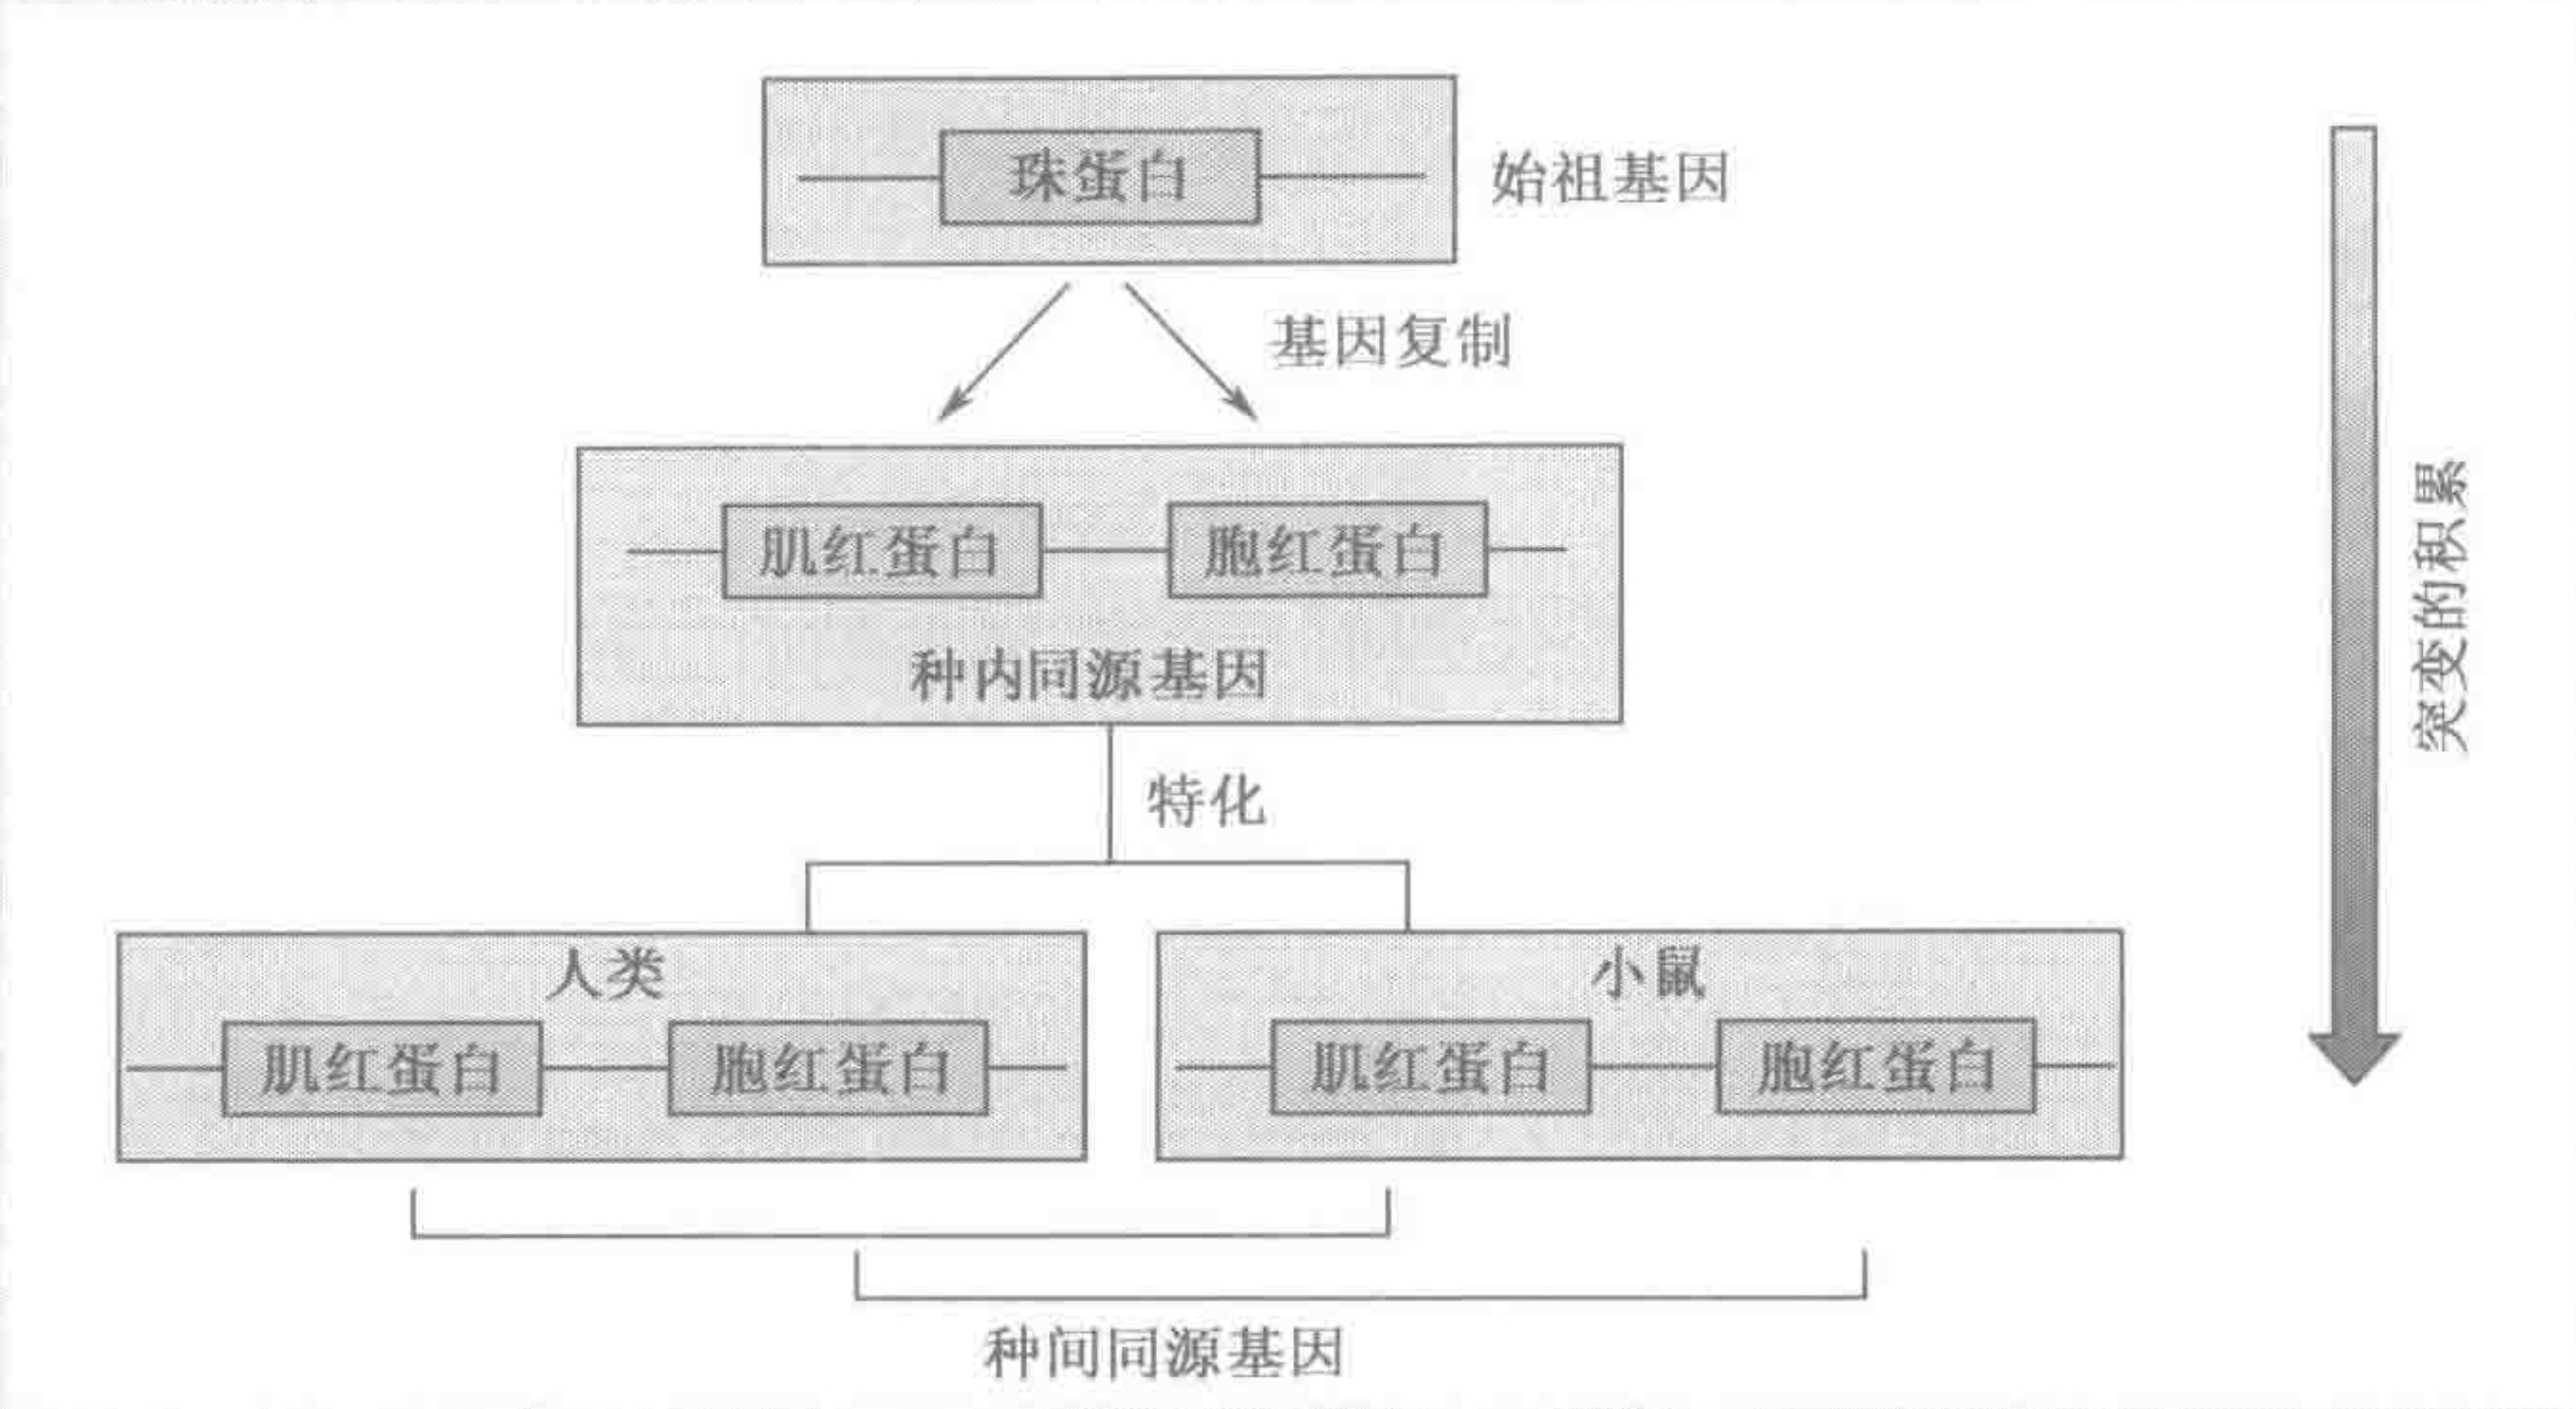 珠蛋白
始祖基因
基因复制
肌红蛋白
胞红蛋白
种内同源基因
突变的积累
特化
人类
肌红蛋白
胞红蛋白
小鼠
肌红蛋白
胞红蛋白
种间同源基因